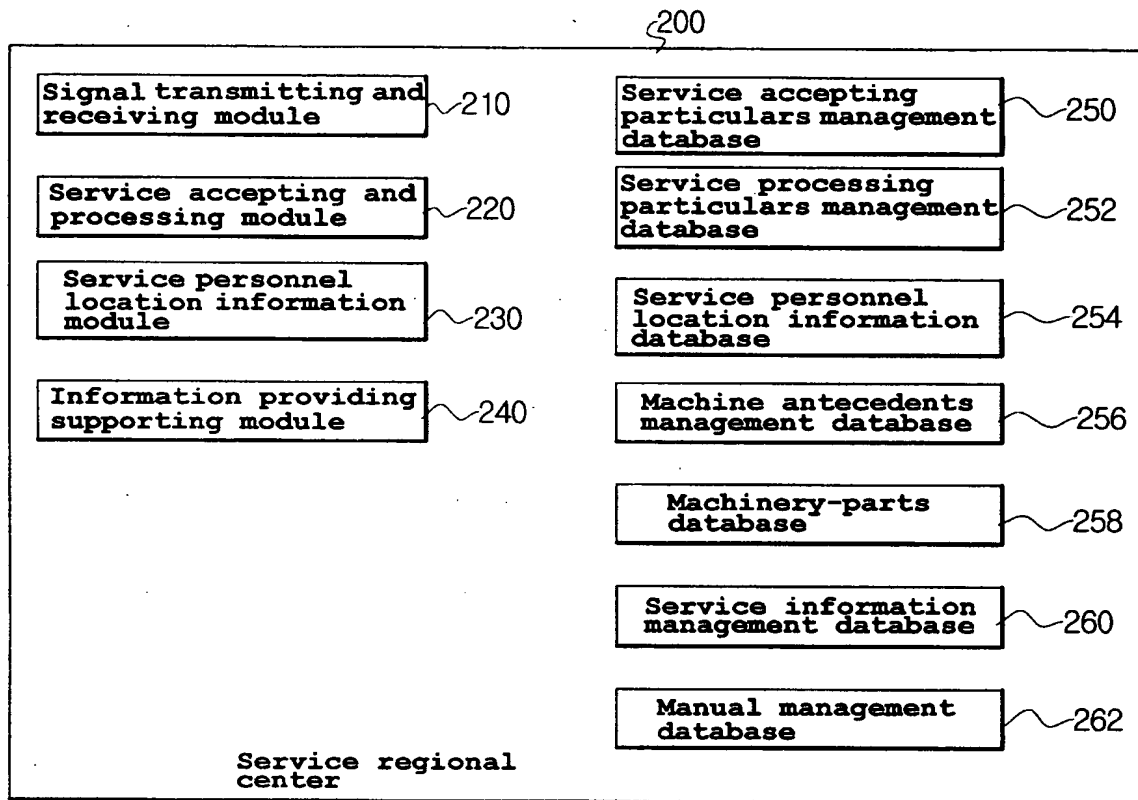 200
Signal transmitting and
receiving module
210
Service accepting and
processing module
220
Service personnel
location information
module
230
Information providing
supporting module
240
Service accepting
particulars management
database
250
Service processing
particulars management
database
252
Service personnel
location information
database
254
Machine antecedents
management database
256
Machinery-parts
database
258
Service information
management database
260
Manual management
database
262
Service regional
center